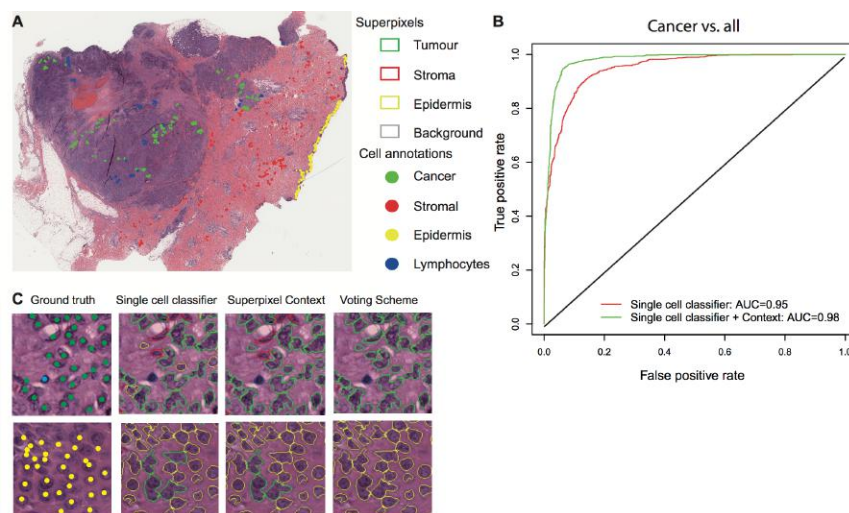 A
Superpixels
Tumour
Stroma
Epidermis
Background
Cell annotations
Cancer
Stromal
Epidermis
Lymphocytes
B
Cancer vs. all
True positive rate
1.0
0.8
0.6
0.4
0.2
0.0
Single cell classifier: AUC=0.95
Single cell classifier + Context: AUC=0.98
0.0 0.2 0.4 0.6 0.8 1.0
False positive rate
C
Ground truth Single cell classifier Superpixel Context Voting Scheme